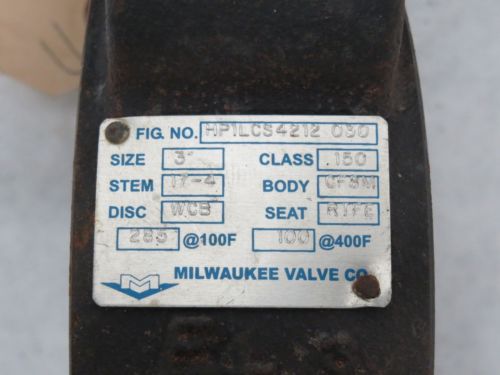 FIG. NO. HP1LCS4212 030
SIZE 3" CLASS 150
STEM 17-4 BODY CF8M
DISC WCB SEAT RTFE
285 @100F 100 @400F
M MILWAUKEE VALVE CO.